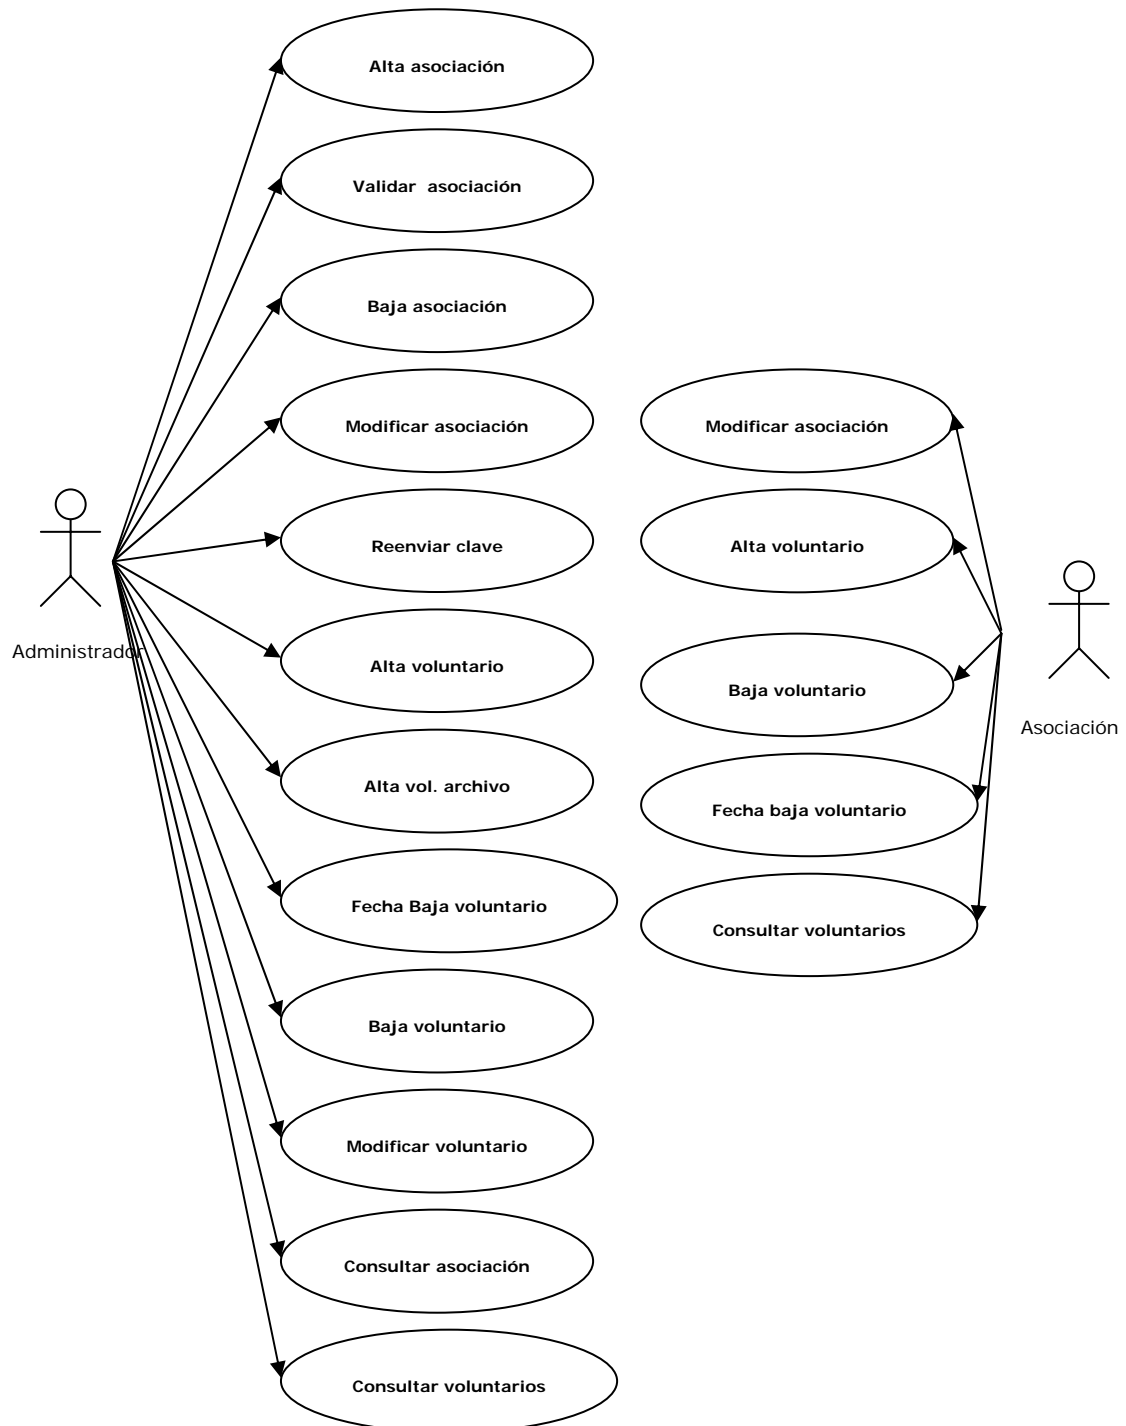 Alta asociación
Validar asociación
Baja asociación
Modificar asociación
Modificar asociación
Reenviar clave
Alta voluntario
Administrador
Alta voluntario
Baja voluntario
Asociación
Alta vol. archivo
Fecha baja voluntario
Fecha Baja voluntario
Consultar voluntarios
Baja voluntario
Modificar voluntario
Consultar asociación
Consultar voluntarios